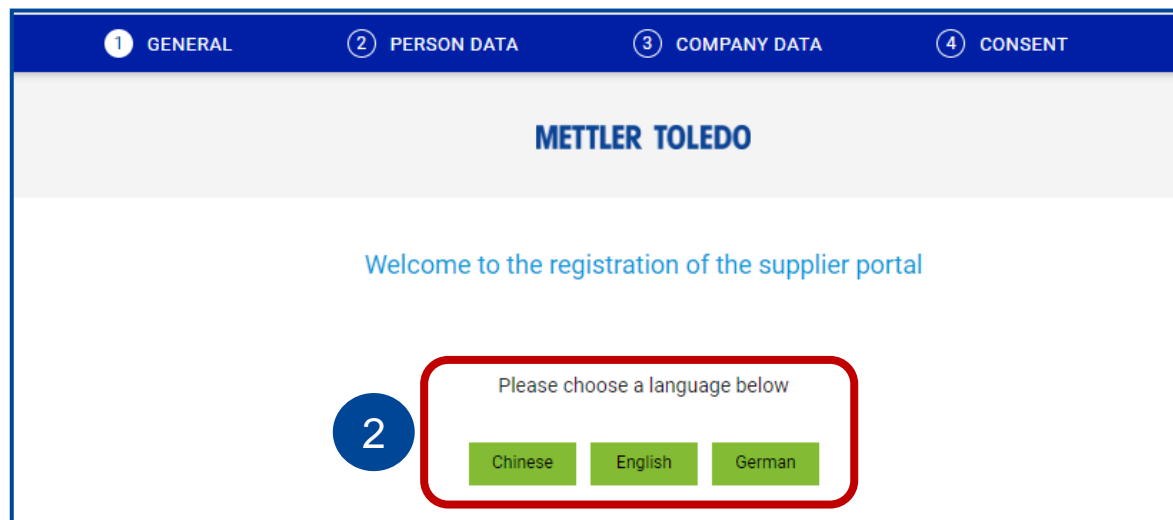 1 GENERAL 2 PERSON DATA 3 COMPANY DATA 4 CONSENT
METTLER TOLEDO
Welcome to the registration of the supplier portal
Please choose a language below
2
Chinese English German